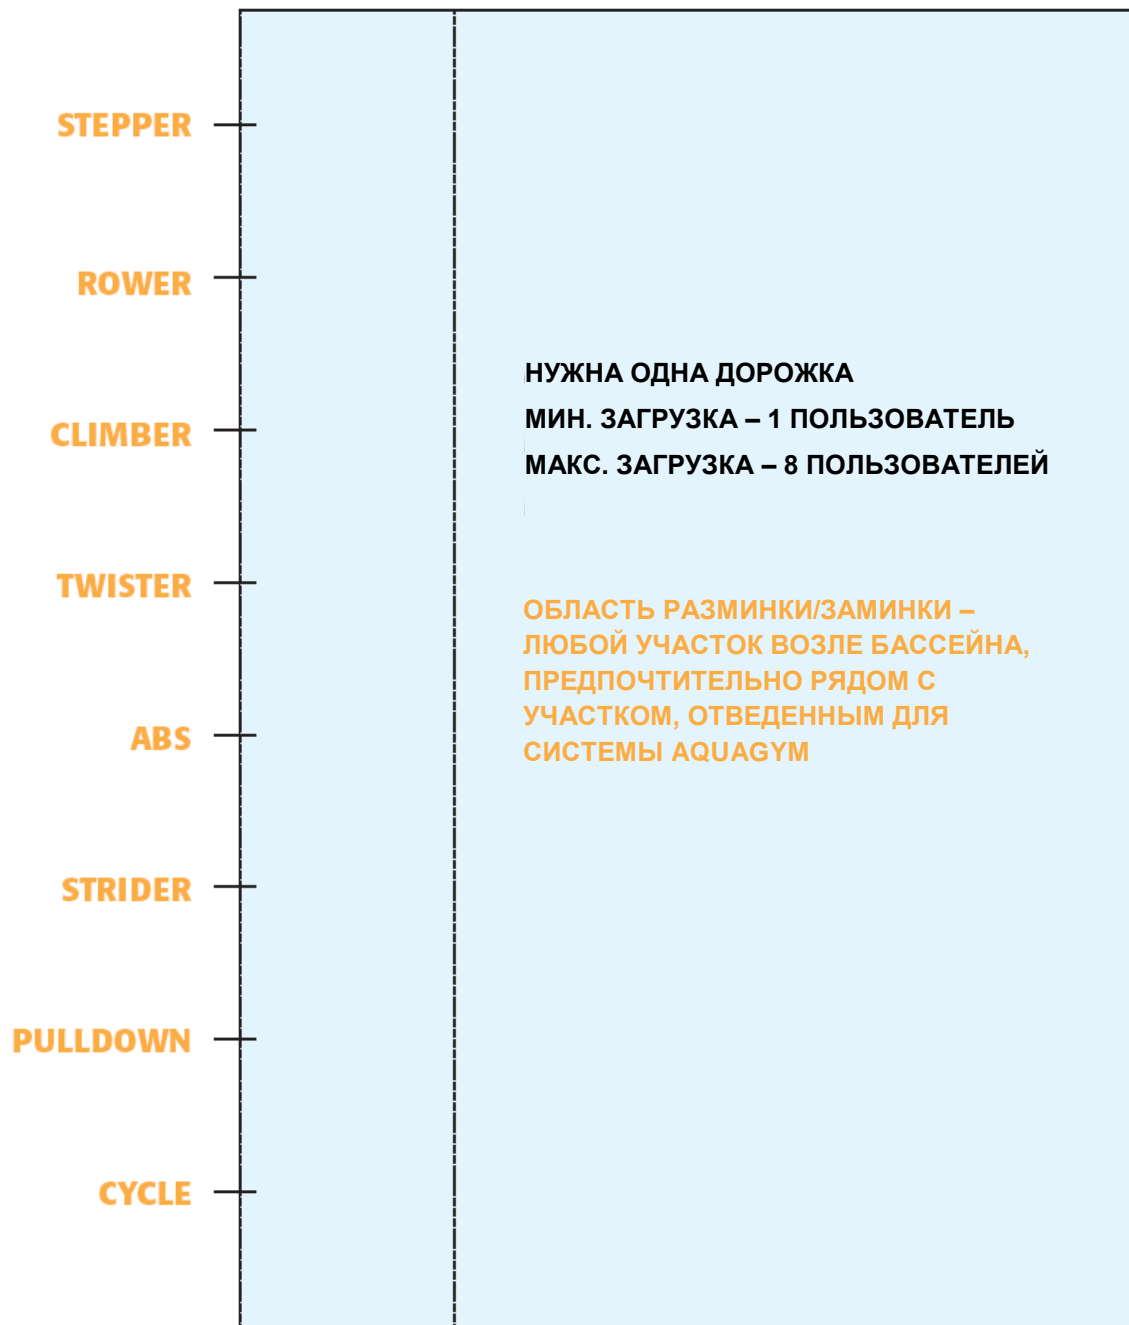 STEPPER
ROWER
CLIMBER
TWISTER
ABS
STRIDER
PULLDOWN
CYCLE
НУЖНА ОДНА ДОРОЖКА
МИН. ЗАГРУЗКА – 1 ПОЛЬЗОВАТЕЛЬ
МАКС. ЗАГРУЗКА – 8 ПОЛЬЗОВАТЕЛЕЙ
ОБЛАСТЬ РАЗМИНКИ/ЗАМИНКИ –
ЛЮБОЙ УЧАСТОК ВОЗЛЕ БАССЕЙНА,
ПРЕДПОЧТИТЕЛЬНО РЯДОМ С
УЧАСТКОМ, ОТВЕДЕННЫМ ДЛЯ
СИСТЕМЫ AQUAGYM